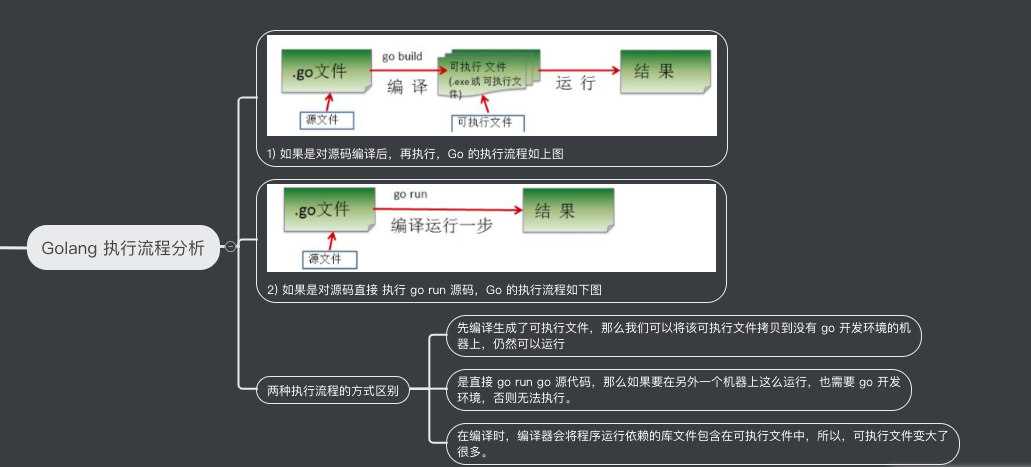 go build
.go文件
可执行 文件
(.exe 或 可执行文
件)
编 译
运 行
结 果
源文件
可执行文件
1) 如果是对源码编译后，再执行，Go 的执行流程如上图
go run
.go文件
编译运行一步
结 果
源文件
2) 如果是对源码直接 执行 go run 源码，Go 的执行流程如下图
Golang 执行流程分析
两种执行流程的方式区别
先编译生成了可执行文件，那么我们可以将该可执行文件拷贝到没有 go 开发环境的机
器上，仍然可以运行
是直接 go run go 源代码，那么如果要在另外一个机器上这么运行，也需要 go 开发
环境，否则无法执行。
在编译时，编译器会将程序运行依赖的库文件包含在可执行文件中，所以，可执行文件变大了
很多。